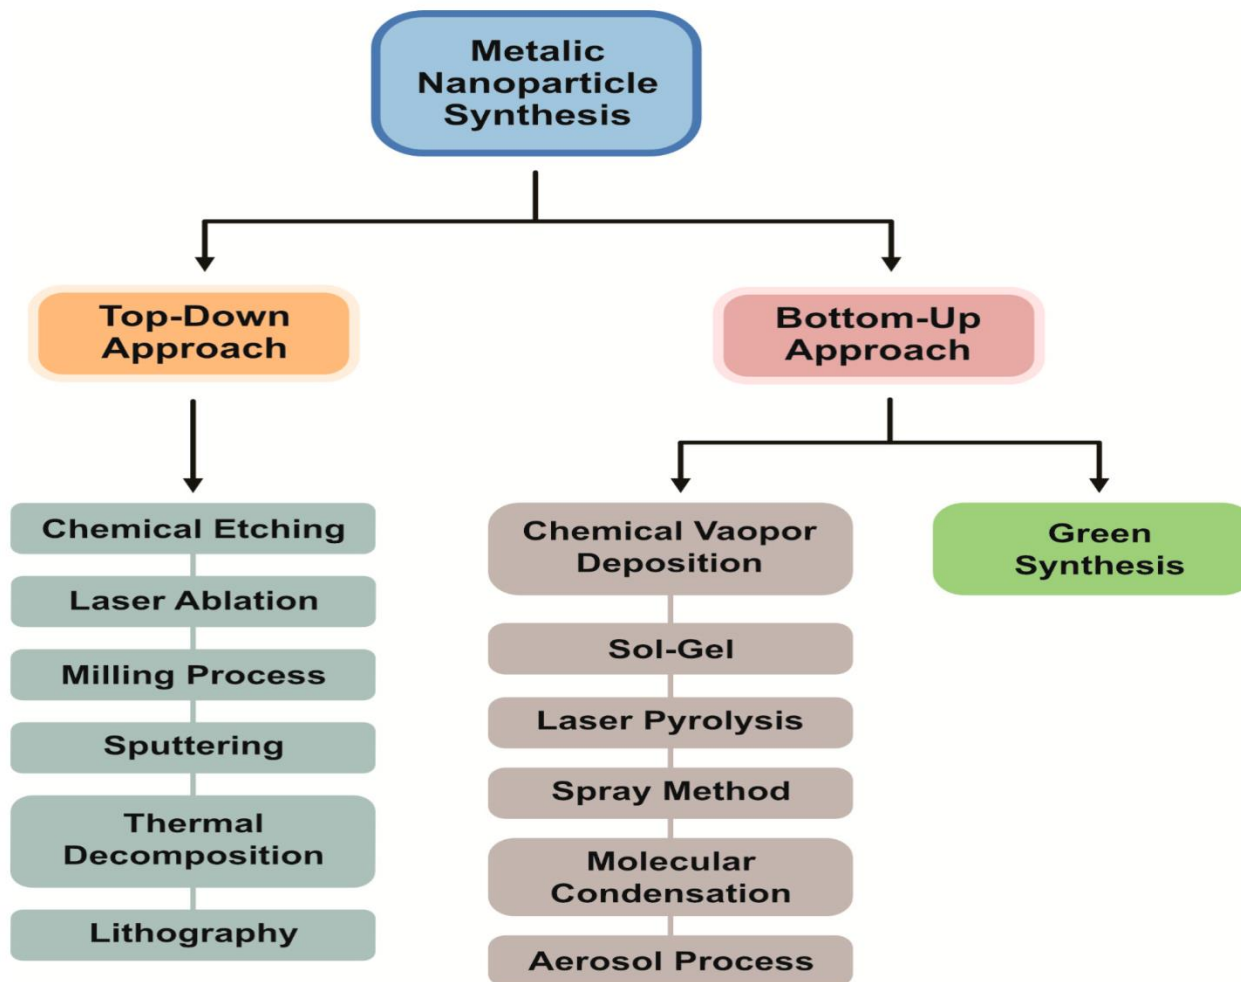 Metalic
Nanoparticle
Synthesis
Top-Down
Approach
Bottom-Up
Approach
Chemical Etching
Laser Ablation
Milling Process
Sputtering
Thermal
Decomposition
Lithography
Chemical Vaopor
Deposition
Sol-Gel
Laser Pyrolysis
Spray Method
Molecular
Condensation
Aerosol Process
Green
Synthesis